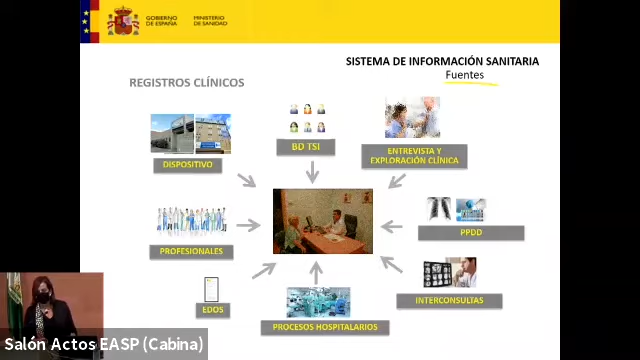 GOBIERNO
DE ESPAÑA
MINISTERIO
DE SANIDAD
SISTEMA DE INFORMACIÓN SANITARIA
Fuentes
REGISTROS CLÍNICOS
DISPOSITIVO
BD TSI
ENTREVISTA Y
EXPLORACIÓN CLÍNICA
PROFESIONALES
PPDD
EDOS
PROCESOS HOSPITALARIOS
INTERCONSULTAS
Salón Actos EASP (Cabina)